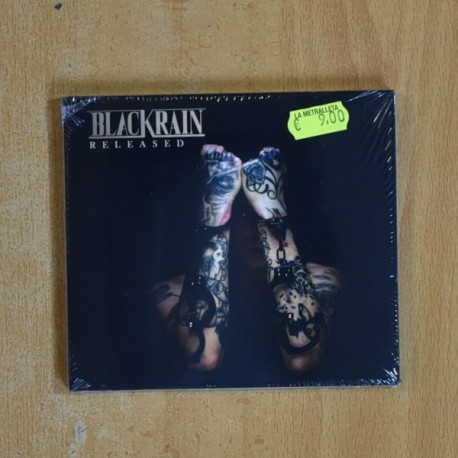 BLACKRAIN
RELEASED
LA METRALLETA
€ 9,00